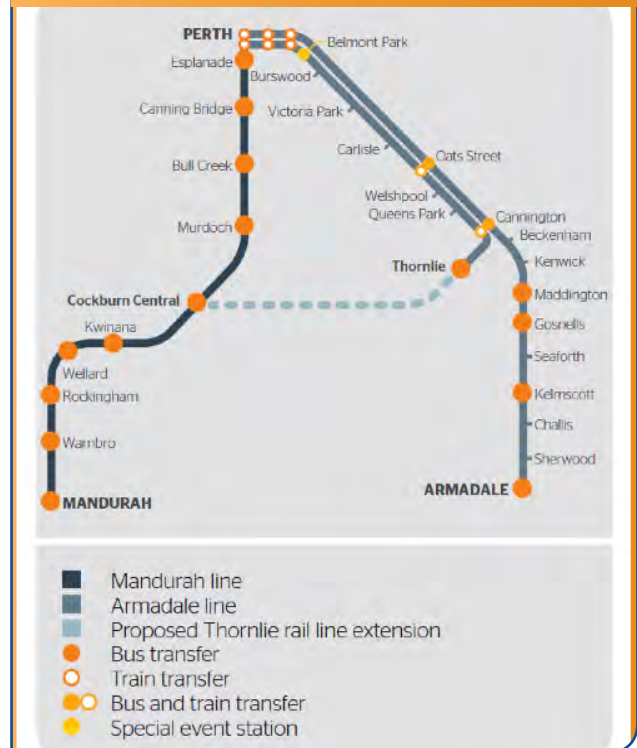 PERTH
Belmont Park
Esplanade
Burswood
Canning Bridge
Victoria Park
Carlisle
Oats Street
Bull Creek
Welshpool
Queens Park
Cannington
Murdoch
Beckenham
Thornlie
Kenwick
Cockburn Central
Maddington
Kwinana
Gosnells
Seaforth
Wellard
Rockingham
Kelmscott
Challis
Warnbro
Sherwood
MANDURAH
ARMADALE
Mandurah line
Armadale line
Proposed Thornlie rail line extension
Bus transfer
Train transfer
Bus and train transfer
Special event station